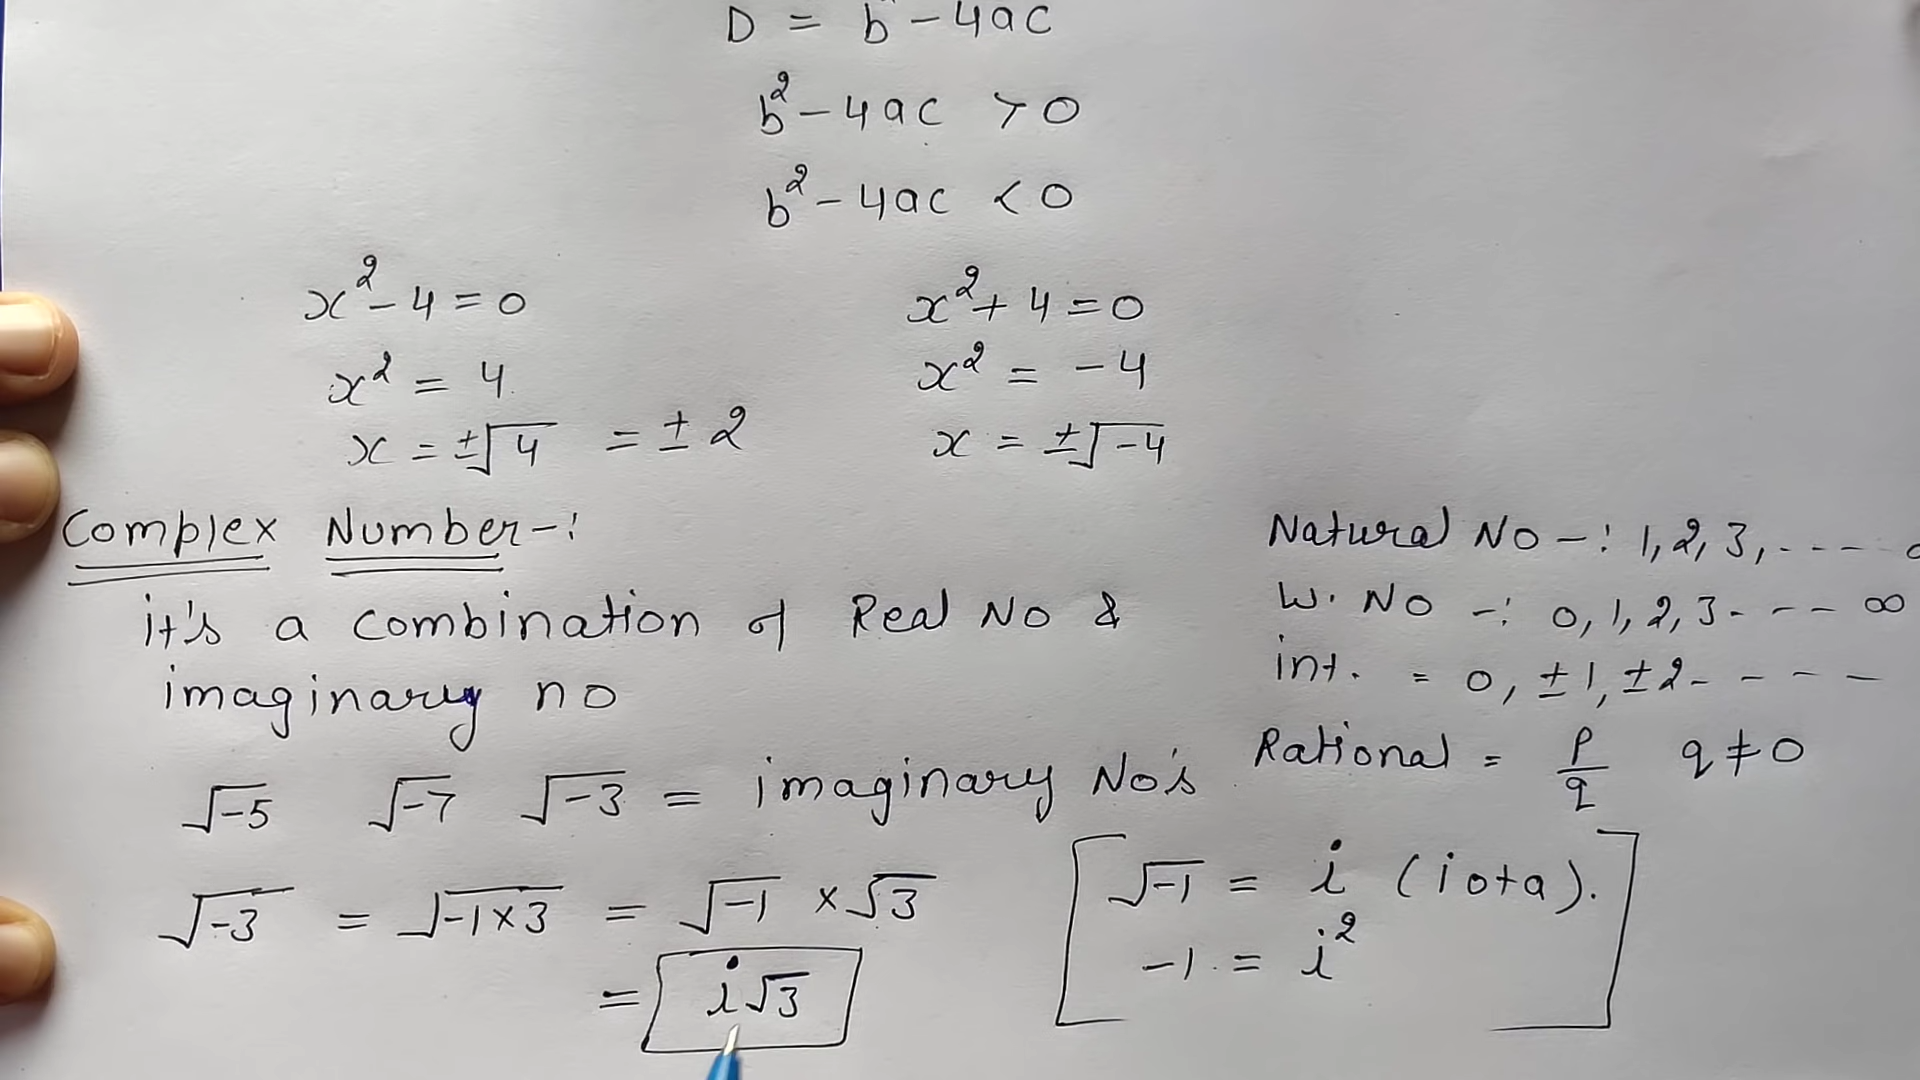 D = b - 4ac
b² - 4ac > 0
b² - 4ac < 0
x² - 4 = 0
x² = 4
x = ±√4 = ± 2
x² + 4 = 0
x² = - 4
x = ±√-4
Complex Number -:
it's a combination of Real No &
imaginary no
√-5 √-7 √-3 = imaginary No's
√-3 = √-1×3 = √-1 × √3
= i√3
Natural No -: 1, 2, 3, ----
W. No -: 0, 1, 2, 3- --- ∞
int. = 0, ±1, ±2- - - - -
Rational = p/q q ≠ 0
√-1 = i (iota).
-1 = i²